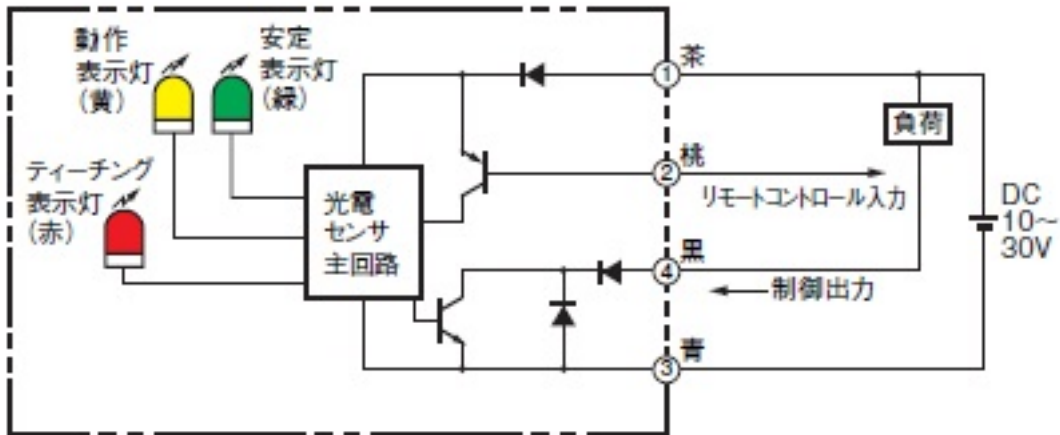 動作
表示灯
(黄)
安定
表示灯
(緑)
ティーチング
表示灯
(赤)
光電
センサ
主回路
① 茶
② 桃
リモートコントロール入力
④ 黒
制御出力
③ 青
負荷
DC
10～
30V